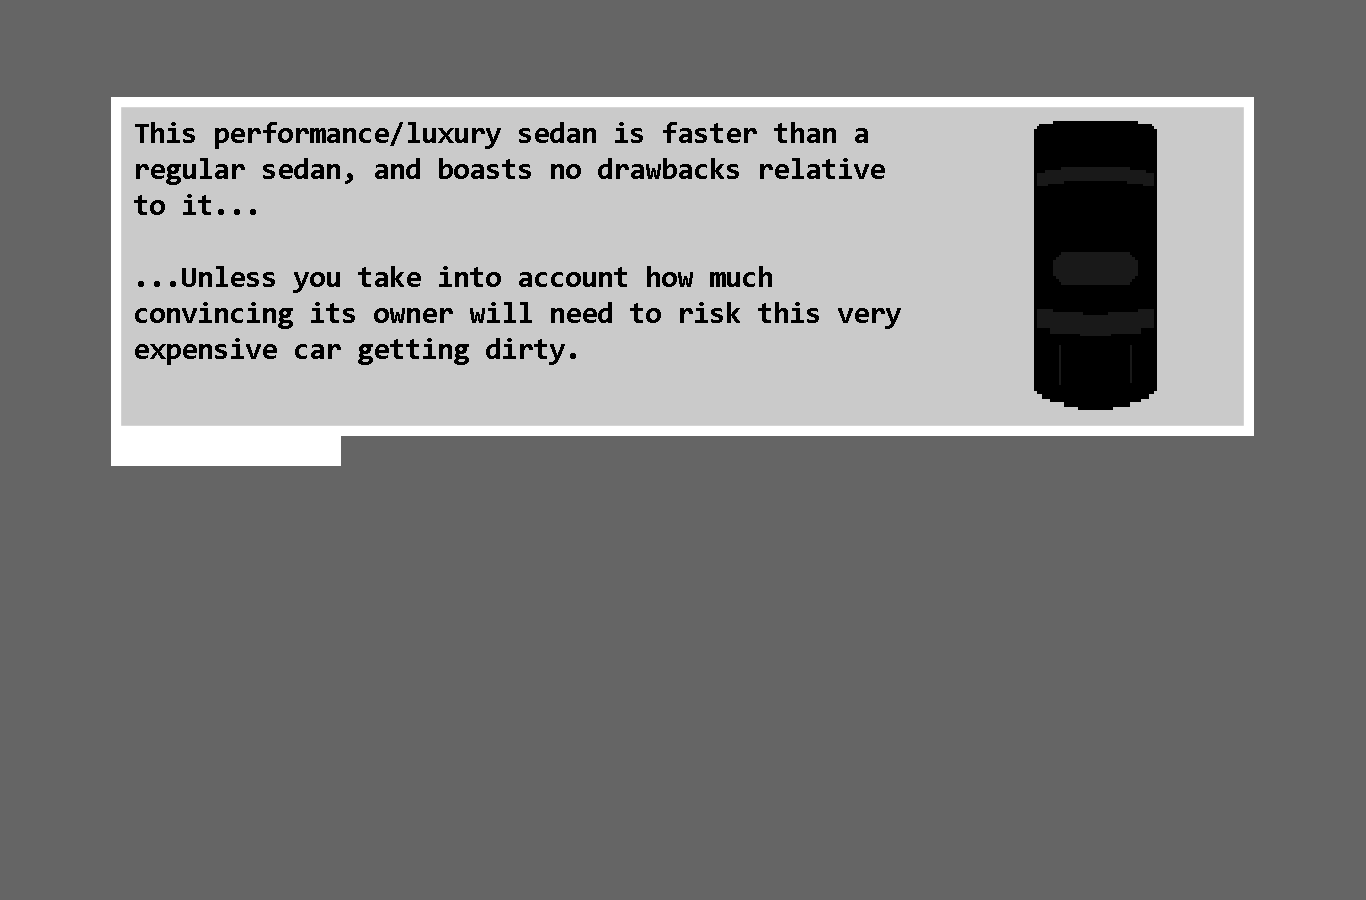 This performance/luxury sedan is faster than a
regular sedan, and boasts no drawbacks relative
to it...
...Unless you take into account how much
convincing its owner will need to risk this very
expensive car getting dirty.